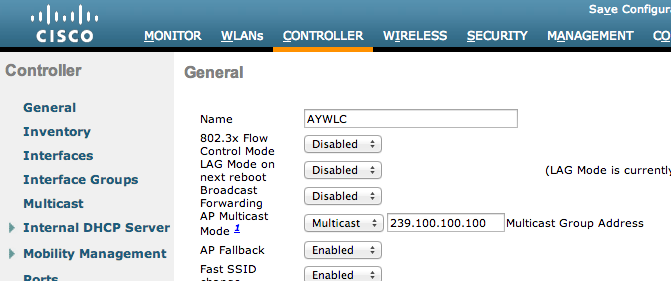 Save Configura
CISCO
MONITOR WLANs CONTROLLER WIRELESS SECURITY MANAGEMENT CO
Controller
General
Inventory
Interfaces
Interface Groups
Multicast
Internal DHCP Server
Mobility Management
Ports
General
Name AYWLC
802.3x Flow
Control Mode Disabled
LAG Mode on
next reboot Disabled (LAG Mode is currently
Broadcast
Forwarding Disabled
AP Multicast
Mode 1 Multicast 239.100.100.100 Multicast Group Address
AP Fallback Enabled
Fast SSID
change Enabled